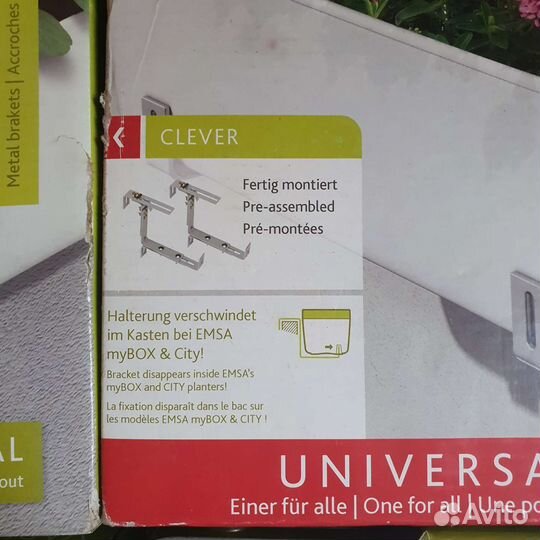 Metal brakets | Accroches
CLEVER
Fertig montiert
Pre-assembled
Pré-montées
Halterung verschwindet
im Kasten bei EMSA
myBOX & City!
Bracket disappears inside EMSA's
myBOX and CITY planters!
La fixation disparaît dans le bac sur
les modèles EMSA myBOX & CITY !
AL
out
UNIVERSA
Einer für alle | One for all | Une po
Avito